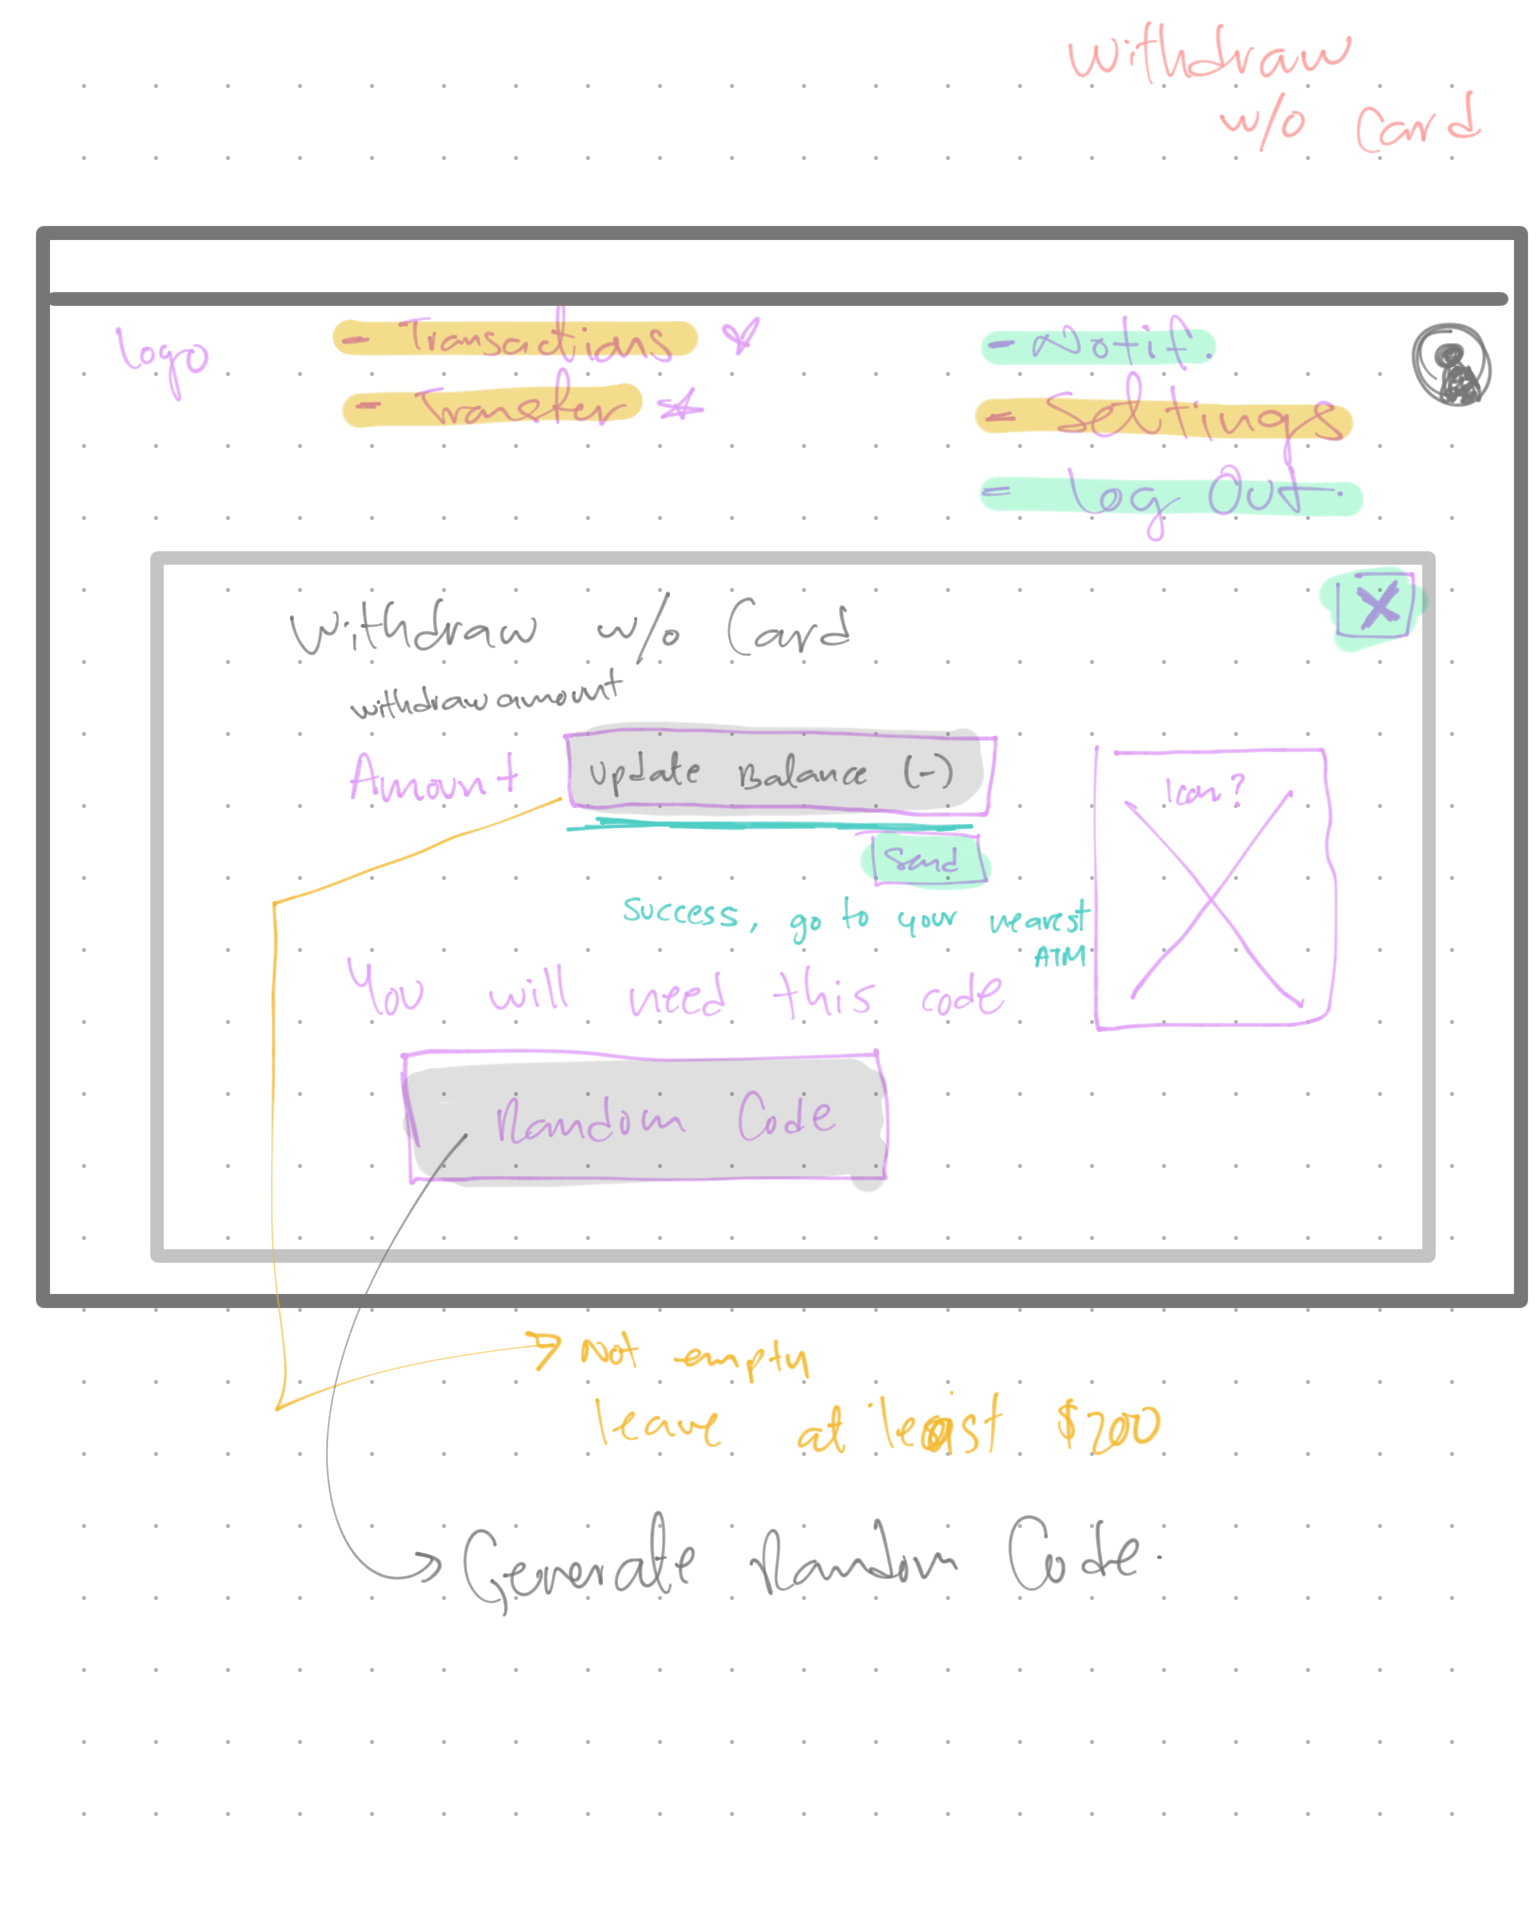 Withdraw
w/o Card
Logo
- Transactions
- Transfer
- Notif.
- Settings
- Log Out.
X
Withdraw w/o Card
withdraw amount
Amount
Update Balance (-)
Icon?
Send
Success, go to your nearest
ATM
You will need this code
Random Code
Not empty
leave at least $200
Generate Random Code.